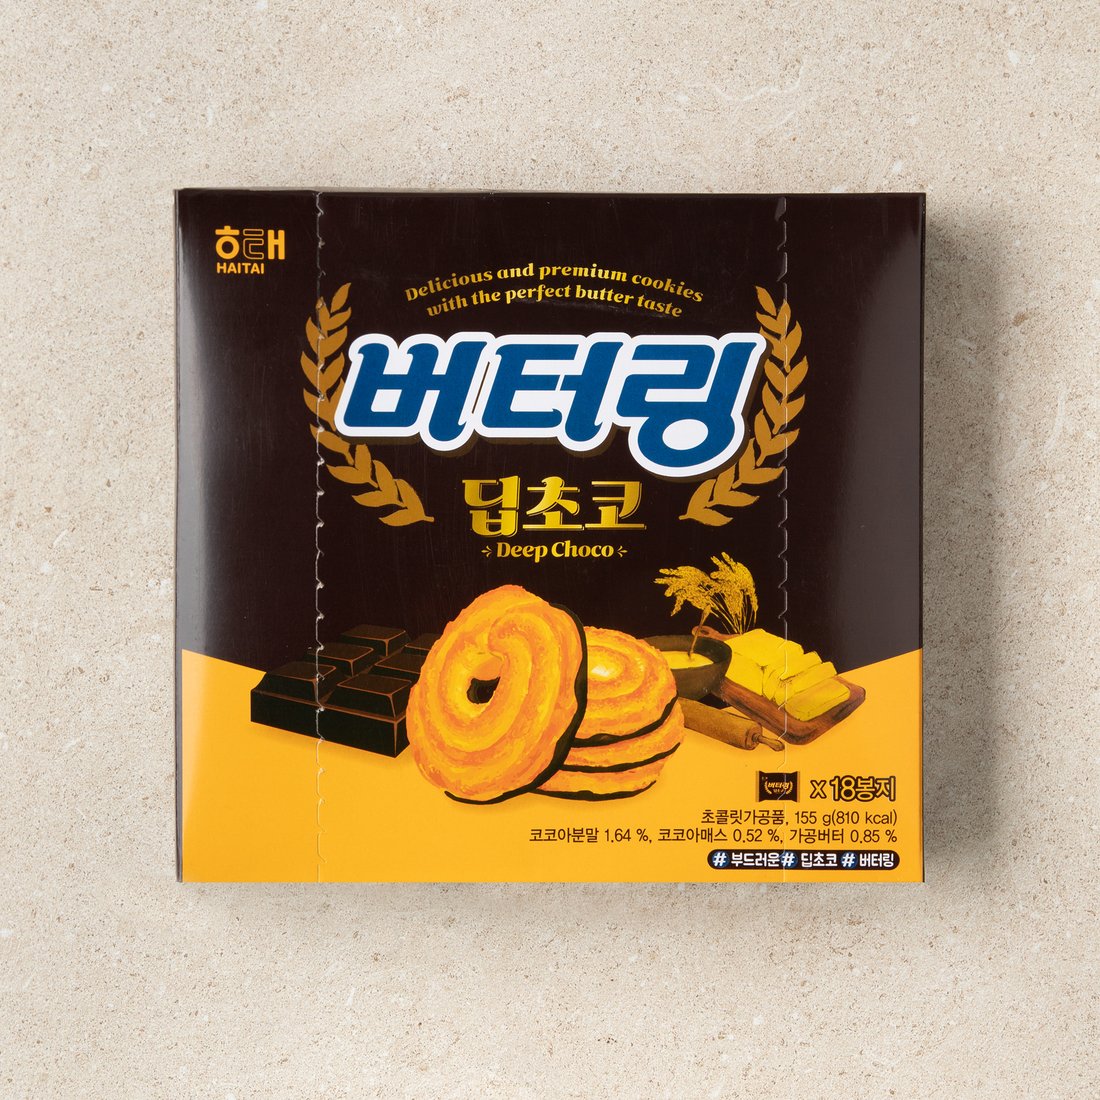 해태
HAITAI
Delicious and premium cookies
with the perfect butter taste
버터링
딥초코
Deep Choco
버터링
x18봉지
초콜릿가공품, 155 g(810 kcal)
코코아분말 1.64 %, 코코아매스 0.52 %, 가공버터 0.85 %
# 부드러운 # 딥초코 # 버터링